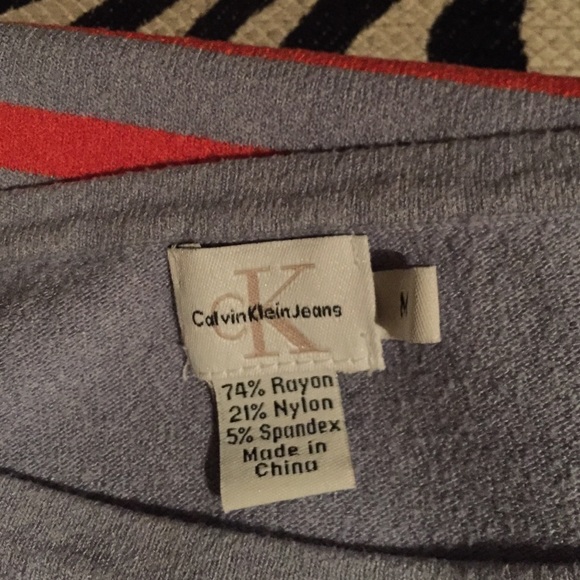 CK
CalvinKleinJeans
M
74% Rayon
21% Nylon
5% Spandex
Made in
China